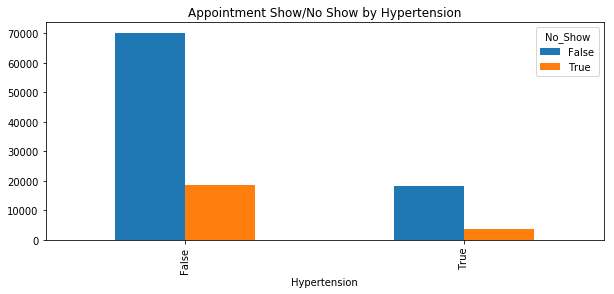 Appointment Show/No Show by Hypertension
No_Show
False
True
70000
60000
50000
40000
30000
20000
10000
0
False
True
Hypertension